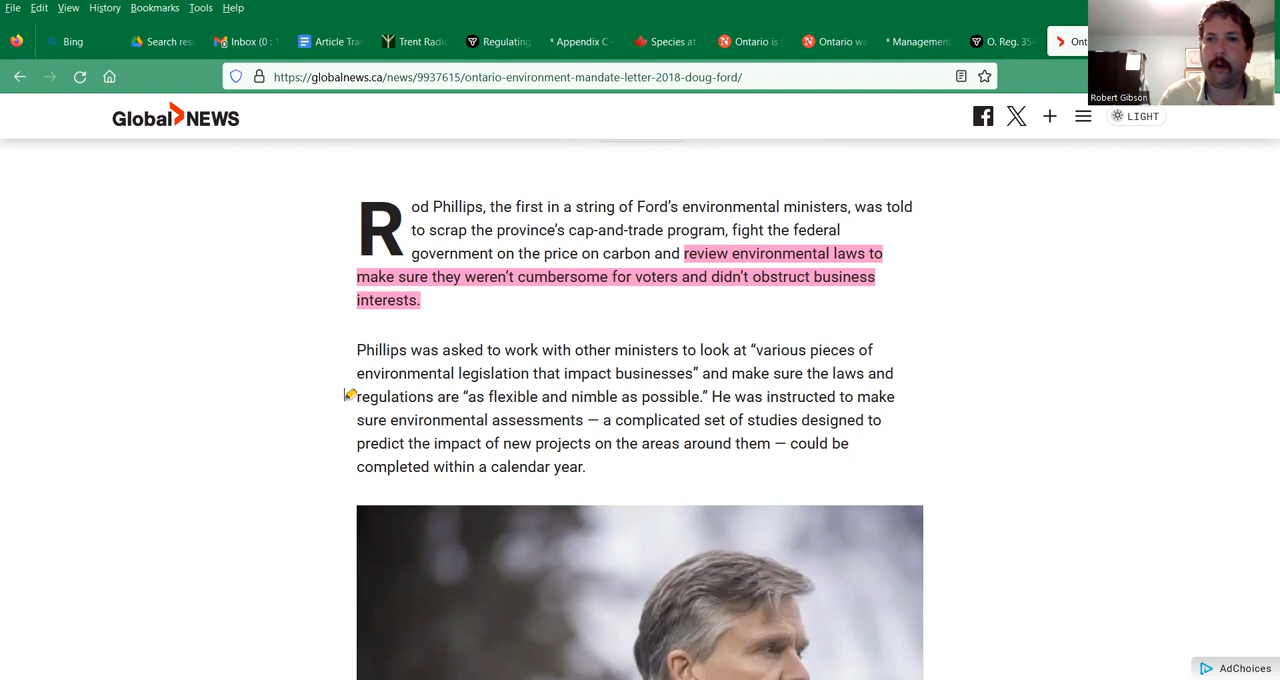 File Edit View History Bookmarks Tools Help
Bing
Search resu
Inbox (0 :
Article Tran
Trent Radi
Regulating
* Appendix C -
Species at
Ontario is
Ontario wa
* Management
O. Reg. 35
Ont
https://globalnews.ca/news/9937615/ontario-environment-mandate-letter-2018-doug-ford/
Robert Gibson
Global NEWS
LIGHT
Rod Phillips, the first in a string of Ford’s environmental ministers, was told
to scrap the province’s cap-and-trade program, fight the federal
government on the price on carbon and review environmental laws to
make sure they weren’t cumbersome for voters and didn’t obstruct business
interests.
Phillips was asked to work with other ministers to look at “various pieces of
environmental legislation that impact businesses” and make sure the laws and
regulations are “as flexible and nimble as possible.” He was instructed to make
sure environmental assessments — a complicated set of studies designed to
predict the impact of new projects on the areas around them — could be
completed within a calendar year.
AdChoices